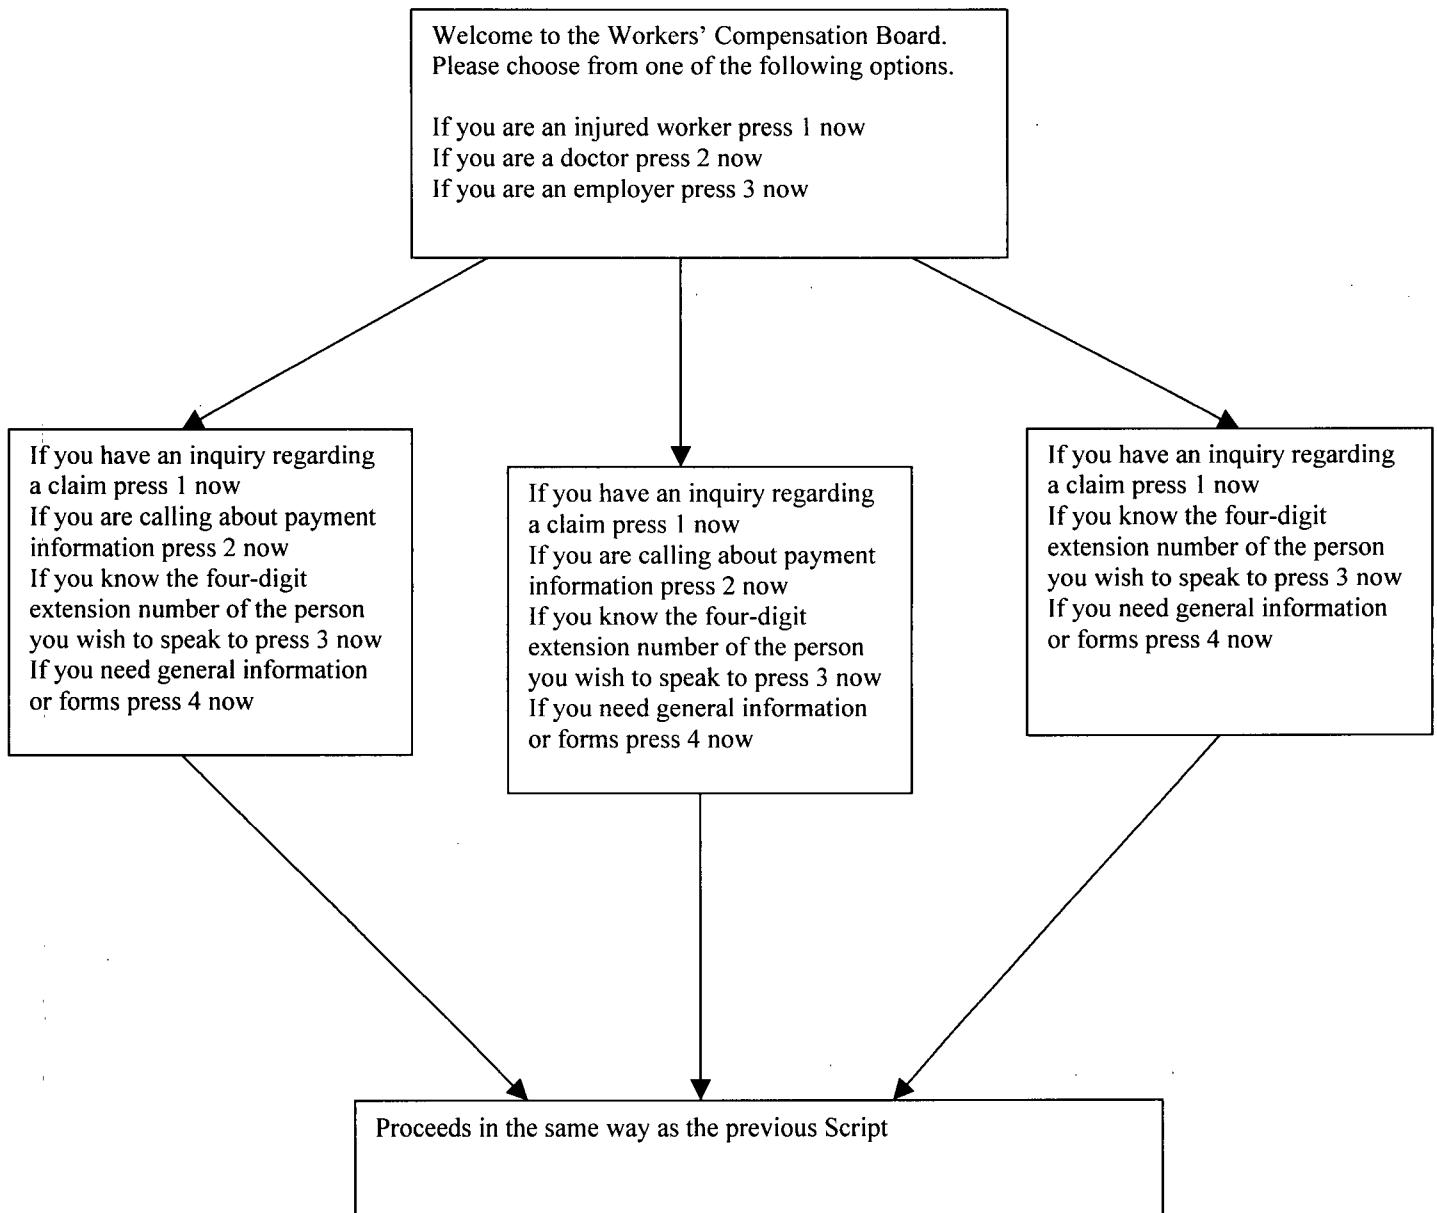 Welcome to the Workers’ Compensation Board.
Please choose from one of the following options.
If you are an injured worker press 1 now
If you are a doctor press 2 now
If you are an employer press 3 now
If you have an inquiry regarding
a claim press 1 now
If you are calling about payment
information press 2 now
If you know the four-digit
extension number of the person
you wish to speak to press 3 now
If you need general information
or forms press 4 now
If you have an inquiry regarding
a claim press 1 now
If you are calling about payment
information press 2 now
If you know the four-digit
extension number of the person
you wish to speak to press 3 now
If you need general information
or forms press 4 now
If you have an inquiry regarding
a claim press 1 now
If you know the four-digit
extension number of the person
you wish to speak to press 3 now
If you need general information
or forms press 4 now
Proceeds in the same way as the previous Script